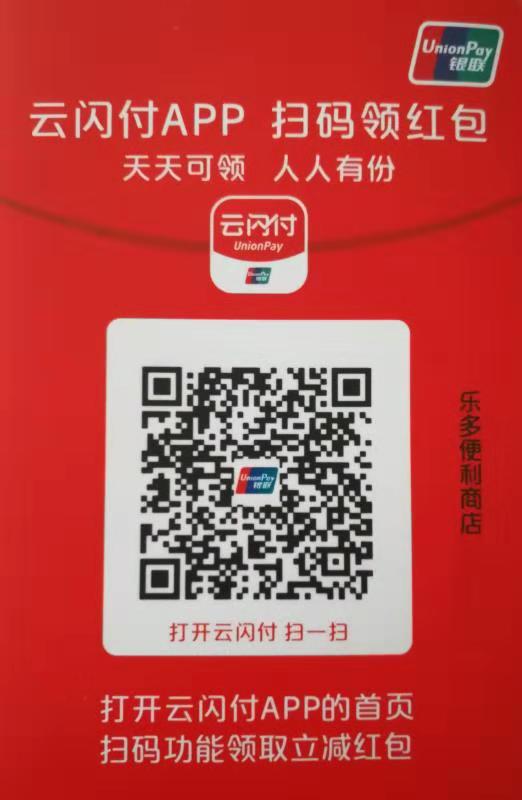 UnionPay
银联
云闪付APP 扫码领红包
天天可领 人人有份
云闪付
UnionPay
UnionPay
银联
乐多便利商店
UnionPay
银联
打开云闪付 扫一扫
打开云闪付APP的首页
扫码功能领取立减红包